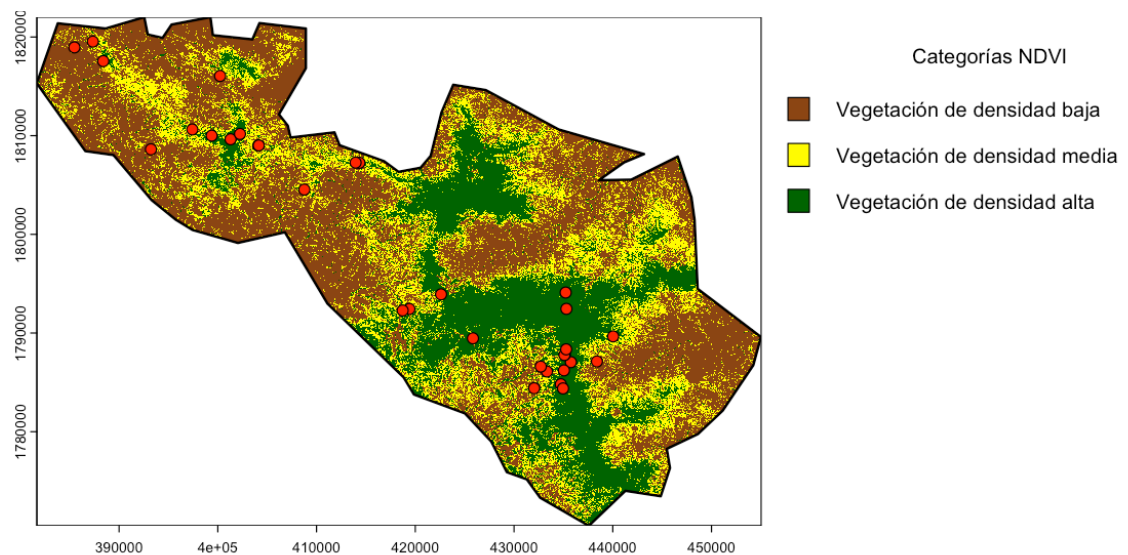 Categorías NDVI
Vegetación de densidad baja
Vegetación de densidad media
Vegetación de densidad alta
1820000
1810000
1800000
1790000
1780000
390000 4e+05 410000 420000 430000 440000 450000